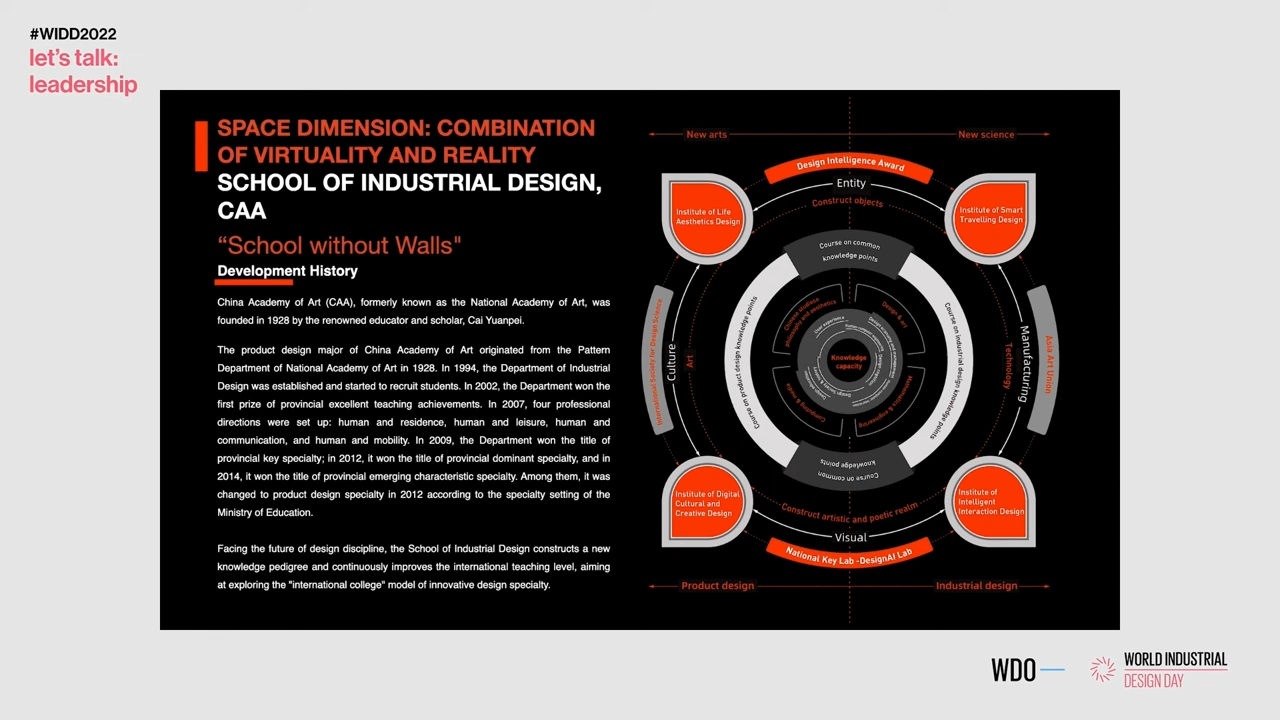 #WIDD2022
let's talk:
leadership
SPACE DIMENSION: COMBINATION
OF VIRTUALITY AND REALITY
SCHOOL OF INDUSTRIAL DESIGN,
CAA
“School without Walls"
Development History
China Academy of Art (CAA), formerly known as the National Academy of Art, was
founded in 1928 by the renowned educator and scholar, Cai Yuanpei.
The product design major of China Academy of Art originated from the Pattern
Department of National Academy of Art in 1928. In 1994, the Department of Industrial
Design was established and started to recruit students. In 2002, the Department won the
first prize of provincial excellent teaching achievements. In 2007, four professional
directions were set up: human and residence, human and leisure, human and
communication, and human and mobility. In 2009, the Department won the title of
provincial key specialty; in 2012, it won the title of provincial dominant specialty, and in
2014, it won the title of provincial emerging characteristic specialty. Among them, it was
changed to product design specialty in 2012 according to the specialty setting of the
Ministry of Education.
Facing the future of design discipline, the School of Industrial Design constructs a new
knowledge pedigree and continuously improves the international teaching level, aiming
at exploring the "international college" model of innovative design specialty.
New arts
New science
Design Intelligence Award
Entity
Construct objects
Institute of Life
Aesthetics Design
Institute of Smart
Travelling Design
Course on common
knowledge points
International Society for Design Science
Culture
Art
Course on product design knowledge points
Chinese studies
philosophy and aesthetics
Design & art
User experience
Knowledge
capacity
Computing & media
Mathematics & engineering
Course on industrial design knowledge points
Technology
Manufacturing
Asia Art Union
Course on common
knowledge points
Institute of Digital
Cultural and
Creative Design
Institute of
Intelligent
Interaction Design
Construct artistic and poetic realm
Visual
National Key Lab -DesignAI Lab
Product design
Industrial design
WDO
WORLD INDUSTRIAL
DESIGN DAY